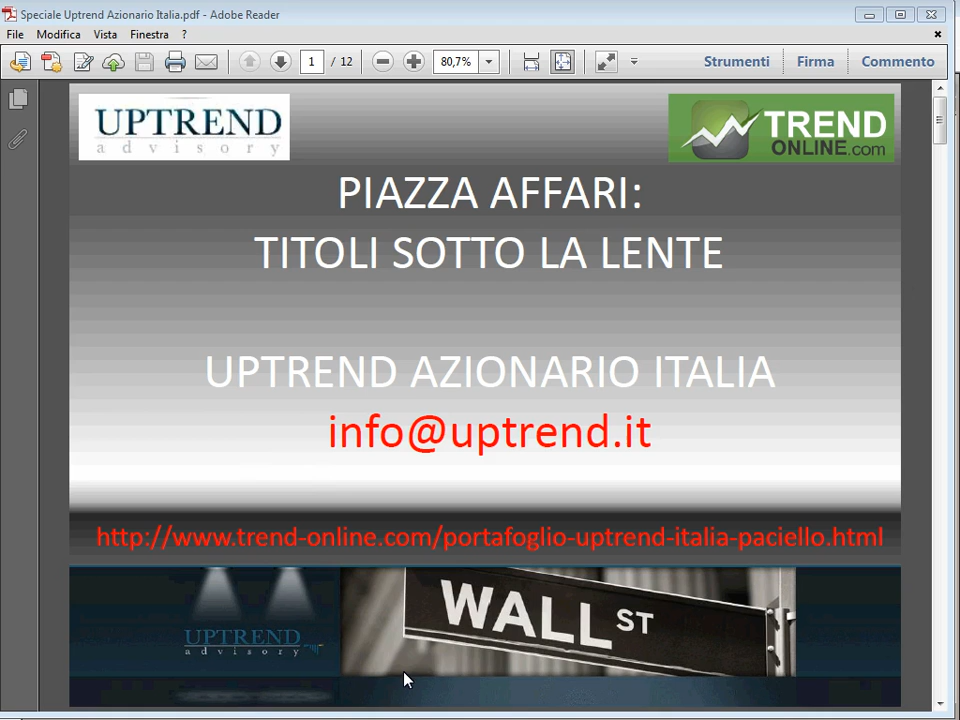 Speciale Uptrend Azionario Italia.pdf - Adobe Reader
File Modifica Vista Finestra ?
1 / 12 80,7% Strumenti Firma Commento
UPTREND
advisory
TREND
ONLINE.com
PIAZZA AFFARI:
TITOLI SOTTO LA LENTE
UPTREND AZIONARIO ITALIA
info@uptrend.it
http://www.trend-online.com/portafoglio-uptrend-italia-paciello.html
WALL ST
UPTREND
advisory